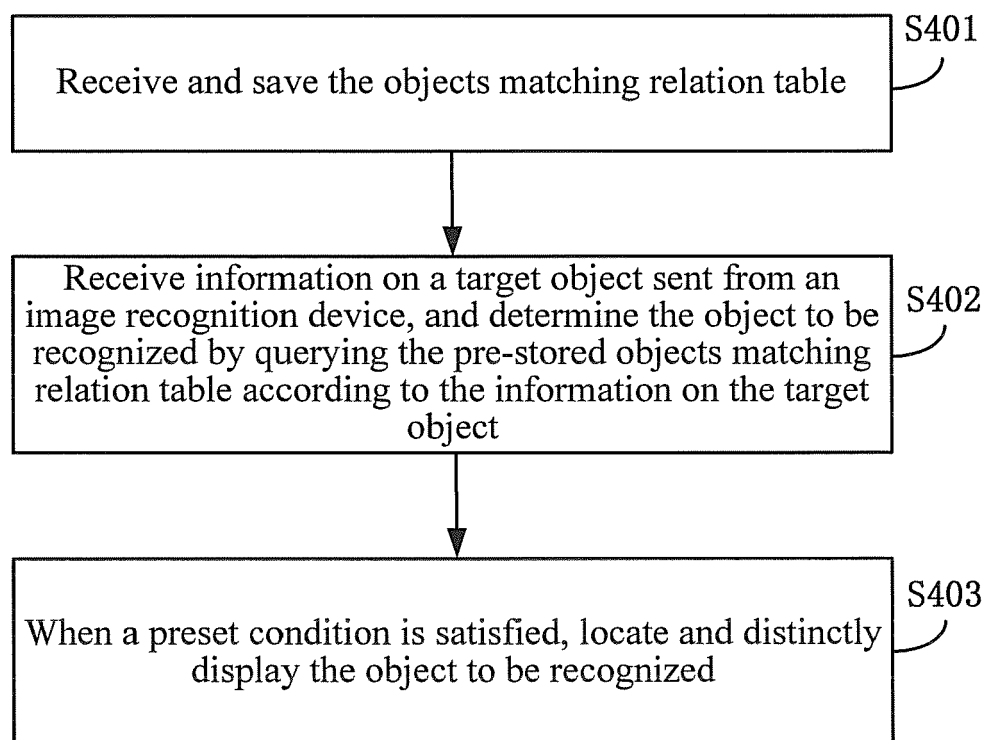 S401
Receive and save the objects matching relation table
Receive information on a target object sent from an
image recognition device, and determine the object to be
recognized by querying the pre-stored objects matching
relation table according to the information on the target
object
S402
When a preset condition is satisfied, locate and distinctly
display the object to be recognized
S403